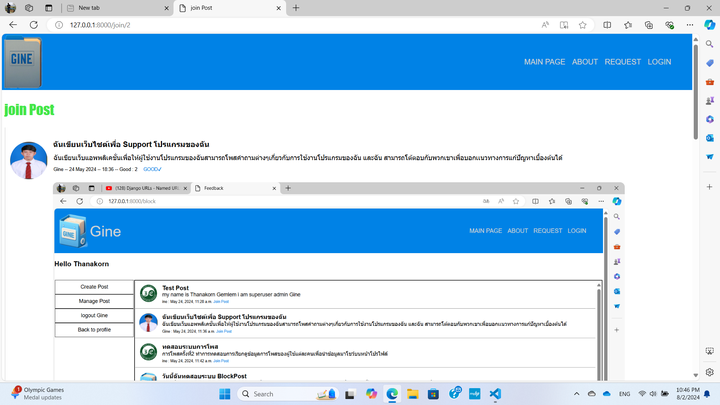 New tab
join Post
127.0.0.1:8000/join/2
GINE
MAIN PAGE ABOUT REQUEST LOGIN
join Post
ฉันเขียนเว็บไซต์เพื่อ Support โปรแกรมของฉัน
ฉันเขียนเว็บแอพพลิเคชั่นเพื่อให้ผู้ใช้งานโปรแกรมของฉันสามารถโพสคำถามต่างๆเกี่ยวกับการใช้งานโปรแกรมของฉัน และฉัน สามารถโต้ตอบกับพวกเขาเพื่อบอกแนวทางการแก้ปัญหาเบื้องต้นได้
Gine – 24 May 2024 – 18:36 – Good : 2 GOOD✓
(128) Django URLs - Named URL
Feedback
127.0.0.1:8000/block
Gine
MAIN PAGE ABOUT REQUEST LOGIN
Hello Thanakorn
Create Post
Manage Post
logout Gine
Back to profile
Test Post
my name is Thanakorn Gemlem i am superuser admin Gine
ine - May 24, 2024, 11:28 a.m. Join Post
ฉันเขียนเว็บไซต์เพื่อ Support โปรแกรมของฉัน
ฉันเขียนเว็บแอพพลิเคชั่นเพื่อให้ผู้ใช้งานโปรแกรมของฉันสามารถโพสคำถามต่างๆเกี่ยวกับการใช้งานโปรแกรมของฉัน และฉัน สามารถโต้ตอบกับพวกเขาเพื่อบอกแนวทางการแก้ปัญหาเบื้องต้นได้
Gine - May 24, 2024, 11:36 a.m. Join Post
ทดสอบระบบการโพส
การโพสครั้งที่2 ทำการทดสอบการเรียกดูข้อมูลการโพสของผู้ใช้แต่ละคนเพื่อนำข้อมูลมาโชว์บนหน้าโปรไฟล์
ine - May 24, 2024, 11:42 a.m. Join Post
วันนี้ฉันทดสอบระบบ BlockPost
Olympic Games
Medal updates
Search
ENG
10:46 PM
8/2/2024